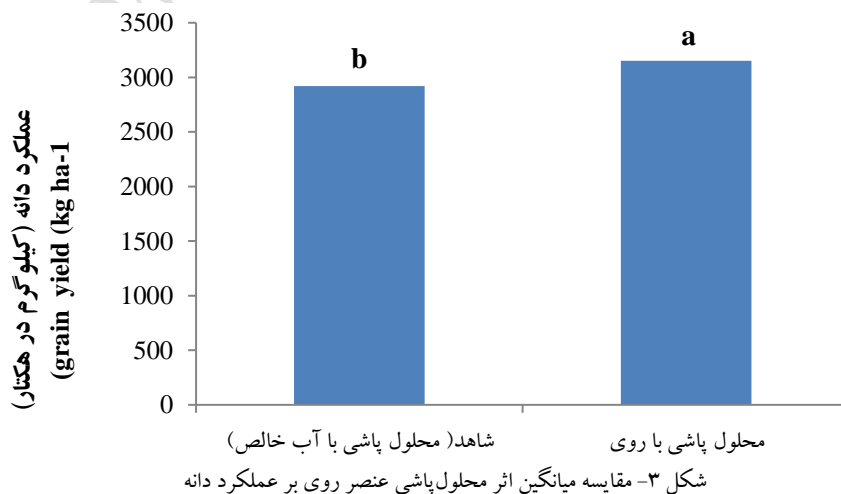 3500
3000
2500
2000
1500
1000
500
0
b
a
عملکرد دانه (کیلوگرم در هکتار)
(grain yield (kg ha-1
شاهد( محلول پاشی با آب خالص)
محلول پاشی با روی
شکل ۳- مقایسه میانگین اثر محلول‌پاشی عنصر روی بر عملکرد دانه